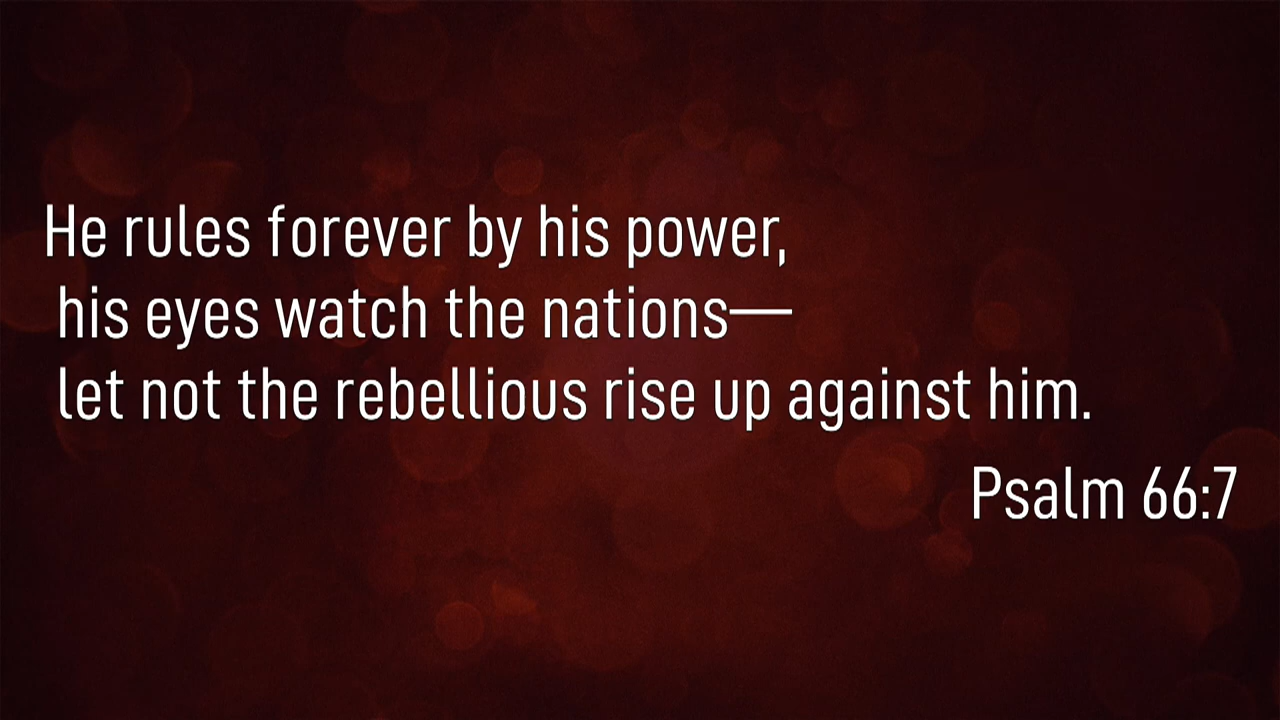 He rules forever by his power,
his eyes watch the nations—
let not the rebellious rise up against him.
Psalm 66:7